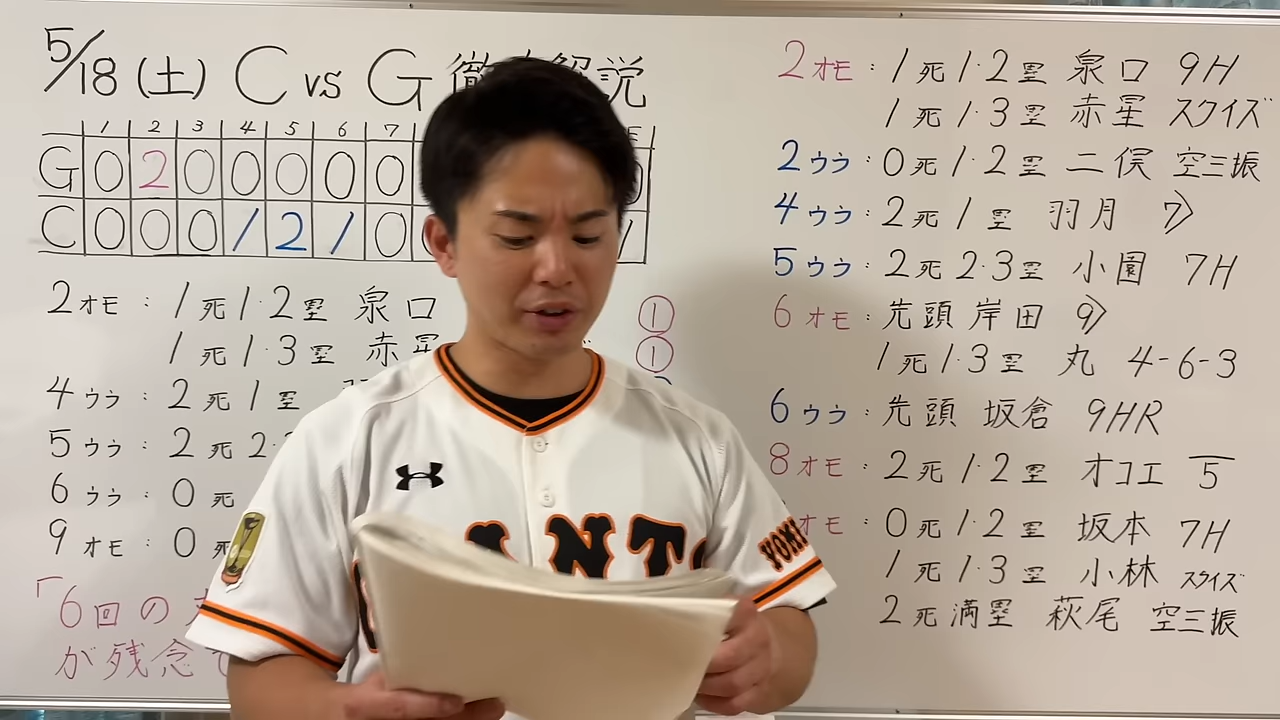 5/18(土) C vs G 徹 解説
1 2 3 4 5 6 7
G 0 2 0 0 0 0 0
C 0 0 0 1 2 1 0
2オモ:1死1·2塁 泉口 ①
1死1·3塁 赤星 ①
4ウラ:2死1塁
5ウラ:2死2·
6ウラ:0死
9オモ:0死
「6回の
が残念
2オモ:1死1·2塁 泉口 9H
1死1·3塁 赤星 スクイズ
2ウラ:0死1·2塁 二俣 空三振
4ウラ:2死1塁 羽月 7>
5ウラ:2死2·3塁 小園 7H
6オモ:先頭 岸田 9>
1死1·3塁 丸 4-6-3
6ウラ:先頭 坂倉 9HR
8オモ:2死1·2塁 オコエ 5
オモ:0死1·2塁 坂本 7H
1死1·3塁 小林 スクイズ
2死満塁 萩尾 空三振
ANT
YOMI